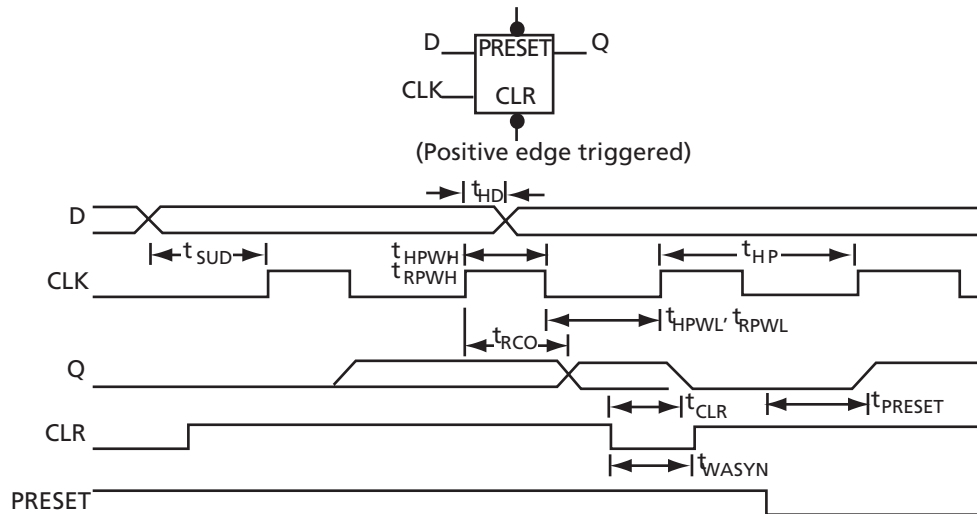 D PRESET Q
CLK CLR
(Positive edge triggered)
tHD
D
tSUD tHPWH, tHP
CLK tRPWH
tHPWL, tRPWL
tRCO
Q
tCLR tPRESET
CLR
tWASYN
PRESET